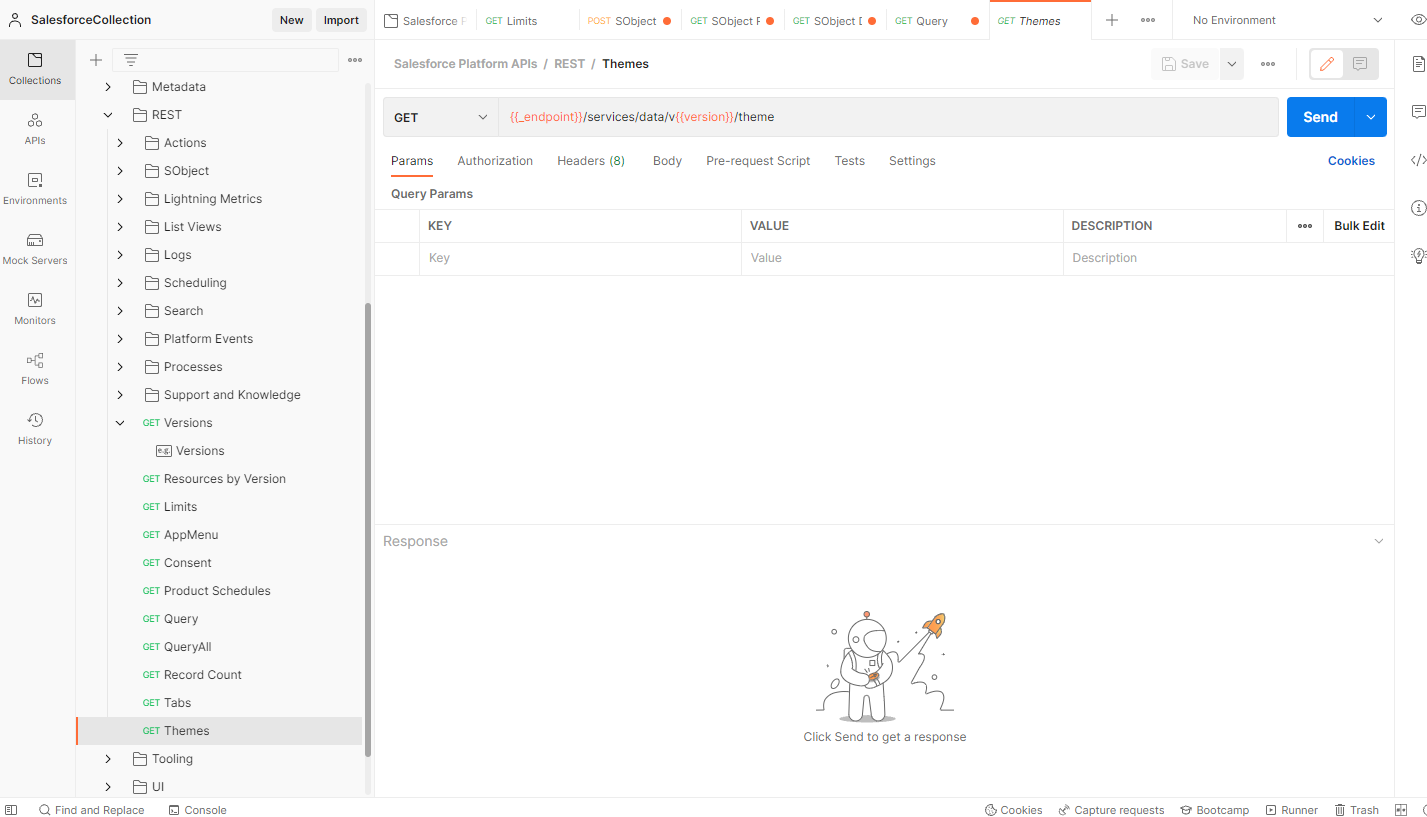 SalesforceCollection
New
Import
Salesforce P
GET Limits
POST SObject
GET SObject F
GET SObject D
GET Query
GET Themes
No Environment
Collections
APIs
Environments
Mock Servers
Monitors
Flows
History
Metadata
REST
Actions
SObject
Lightning Metrics
List Views
Logs
Scheduling
Search
Platform Events
Processes
Support and Knowledge
GET Versions
e.g. Versions
GET Resources by Version
GET Limits
GET AppMenu
GET Consent
GET Product Schedules
GET Query
GET QueryAll
GET Record Count
GET Tabs
GET Themes
Tooling
UI
Salesforce Platform APIs / REST / Themes
Save
GET
{{_endpoint}}/services/data/v{{version}}/theme
Send
Params
Authorization
Headers (8)
Body
Pre-request Script
Tests
Settings
Cookies
Query Params
KEY
VALUE
DESCRIPTION
Bulk Edit
Key
Value
Description
Response
Click Send to get a response
Find and Replace
Console
Cookies
Capture requests
Bootcamp
Runner
Trash